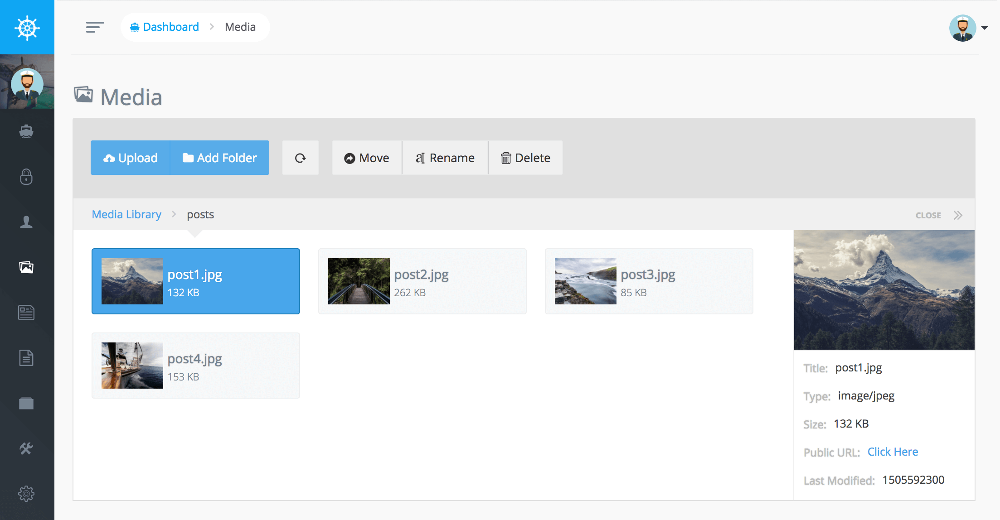 Dashboard > Media
Media
Upload Add Folder Move Rename Delete
Media Library > posts CLOSE
post1.jpg
132 KB
post2.jpg
262 KB
post3.jpg
85 KB
post4.jpg
153 KB
Title: post1.jpg
Type: image/jpeg
Size: 132 KB
Public URL: Click Here
Last Modified: 1505592300